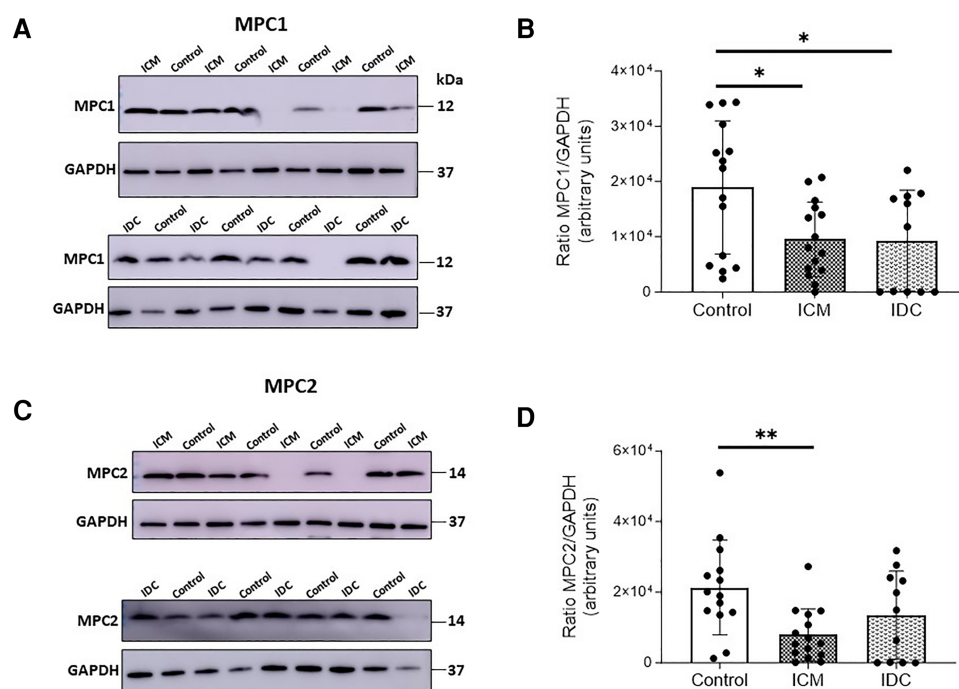 A
MPC1
ICM Control ICM Control ICM Control ICM Control ICM
kDa
MPC1
12
GAPDH
37
IDC Control IDC Control IDC Control IDC Control IDC
MPC1
12
GAPDH
37
B
*
*
4×10⁴
3×10⁴
2×10⁴
1×10⁴
0
Ratio MPC1/GAPDH
(arbitrary units)
Control ICM IDC
C
MPC2
ICM Control ICM Control ICM Control ICM Control ICM
MPC2
14
GAPDH
37
IDC Control IDC Control IDC Control IDC Control IDC
MPC2
14
GAPDH
37
D
**
6×10⁴
4×10⁴
2×10⁴
0
Ratio MPC2/GAPDH
(arbitrary units)
Control ICM IDC